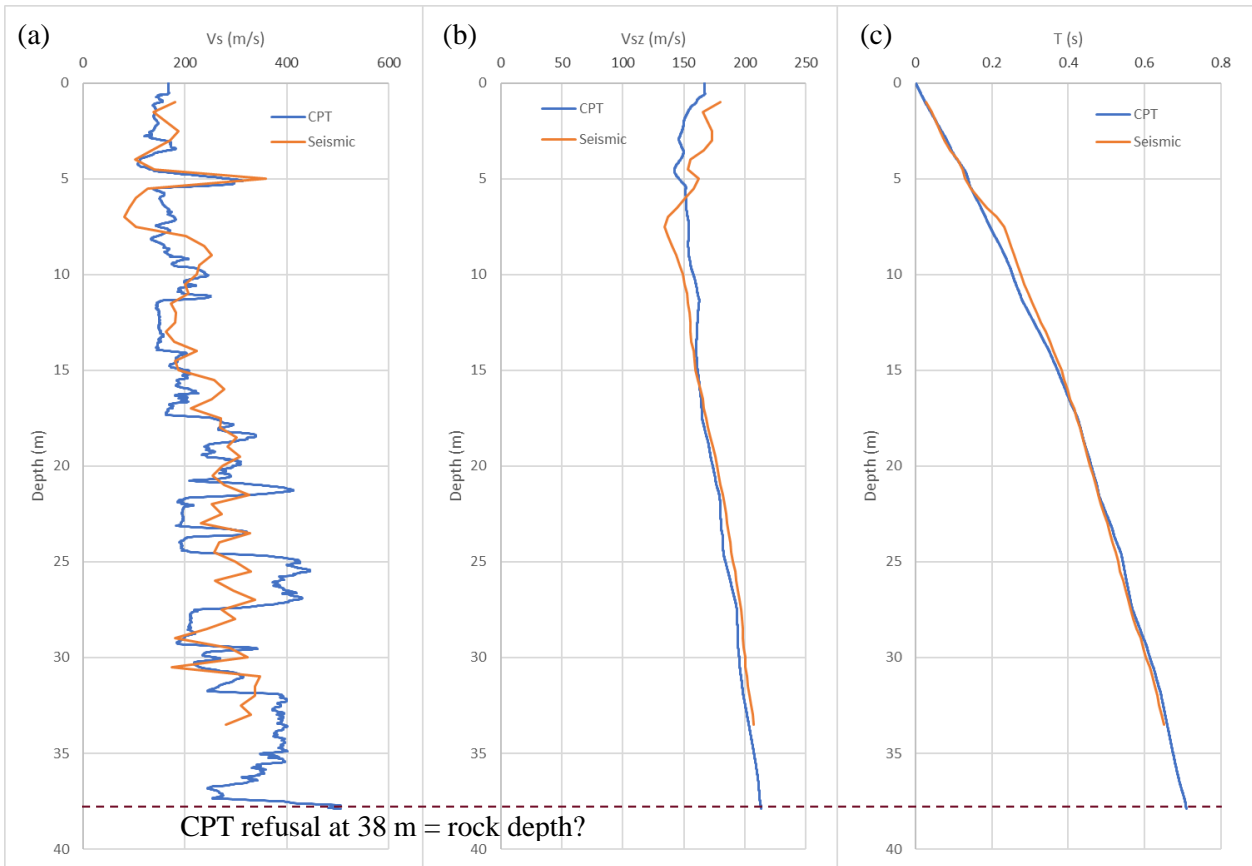 (a)
Vs (m/s)
0 200 400 600
0
5
10
15
20
25
30
35
40
Depth (m)
CPT
Seismic
(b)
Vsz (m/s)
0 50 100 150 200 250
0
5
10
15
20
25
30
35
40
Depth (m)
CPT
Seismic
(c)
T (s)
0 0.2 0.4 0.6 0.8
0
5
10
15
20
25
30
35
40
Depth (m)
CPT
Seismic
CPT refusal at 38 m = rock depth?